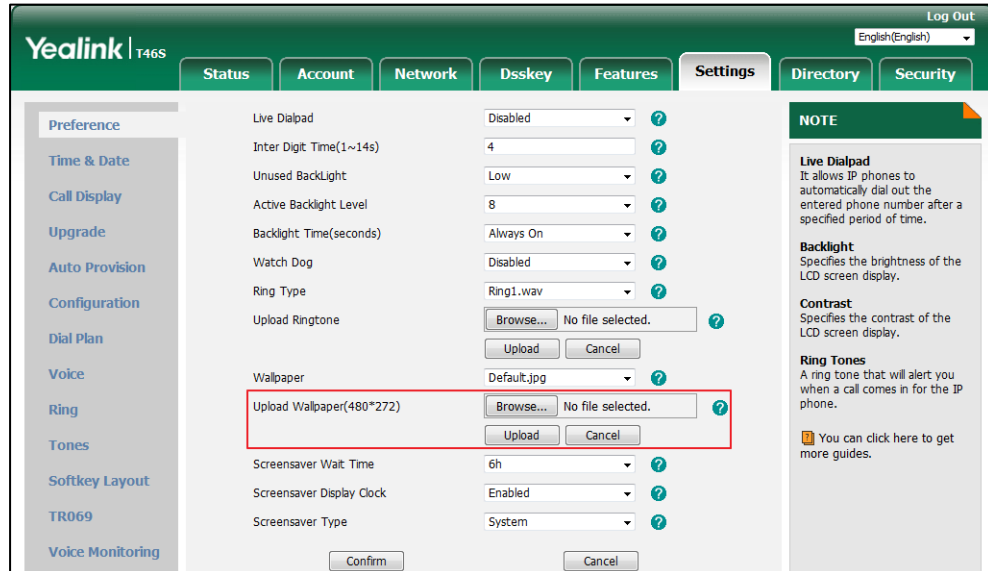 Log Out
Yealink T46S
English(English)
Status Account Network Dsskey Features Settings Directory Security
Preference
Time & Date
Call Display
Upgrade
Auto Provision
Configuration
Dial Plan
Voice
Ring
Tones
Softkey Layout
TR069
Voice Monitoring
Live Dialpad Disabled ?
Inter Digit Time(1~14s) 4 ?
Unused BackLight Low ?
Active Backlight Level 8 ?
Backlight Time(seconds) Always On ?
Watch Dog Disabled ?
Ring Type Ring1.wav ?
Upload Ringtone Browse... No file selected. ?
Upload Cancel
Wallpaper Default.jpg ?
Upload Wallpaper(480*272) Browse... No file selected. ?
Upload Cancel
Screensaver Wait Time 6h ?
Screensaver Display Clock Enabled ?
Screensaver Type System ?
Confirm Cancel
NOTE
Live Dialpad
It allows IP phones to
automatically dial out the
entered phone number after a
specified period of time.
Backlight
Specifies the brightness of the
LCD screen display.
Contrast
Specifies the contrast of the
LCD screen display.
Ring Tones
A ring tone that will alert you
when a call comes in for the IP
phone.
? You can click here to get
more guides.